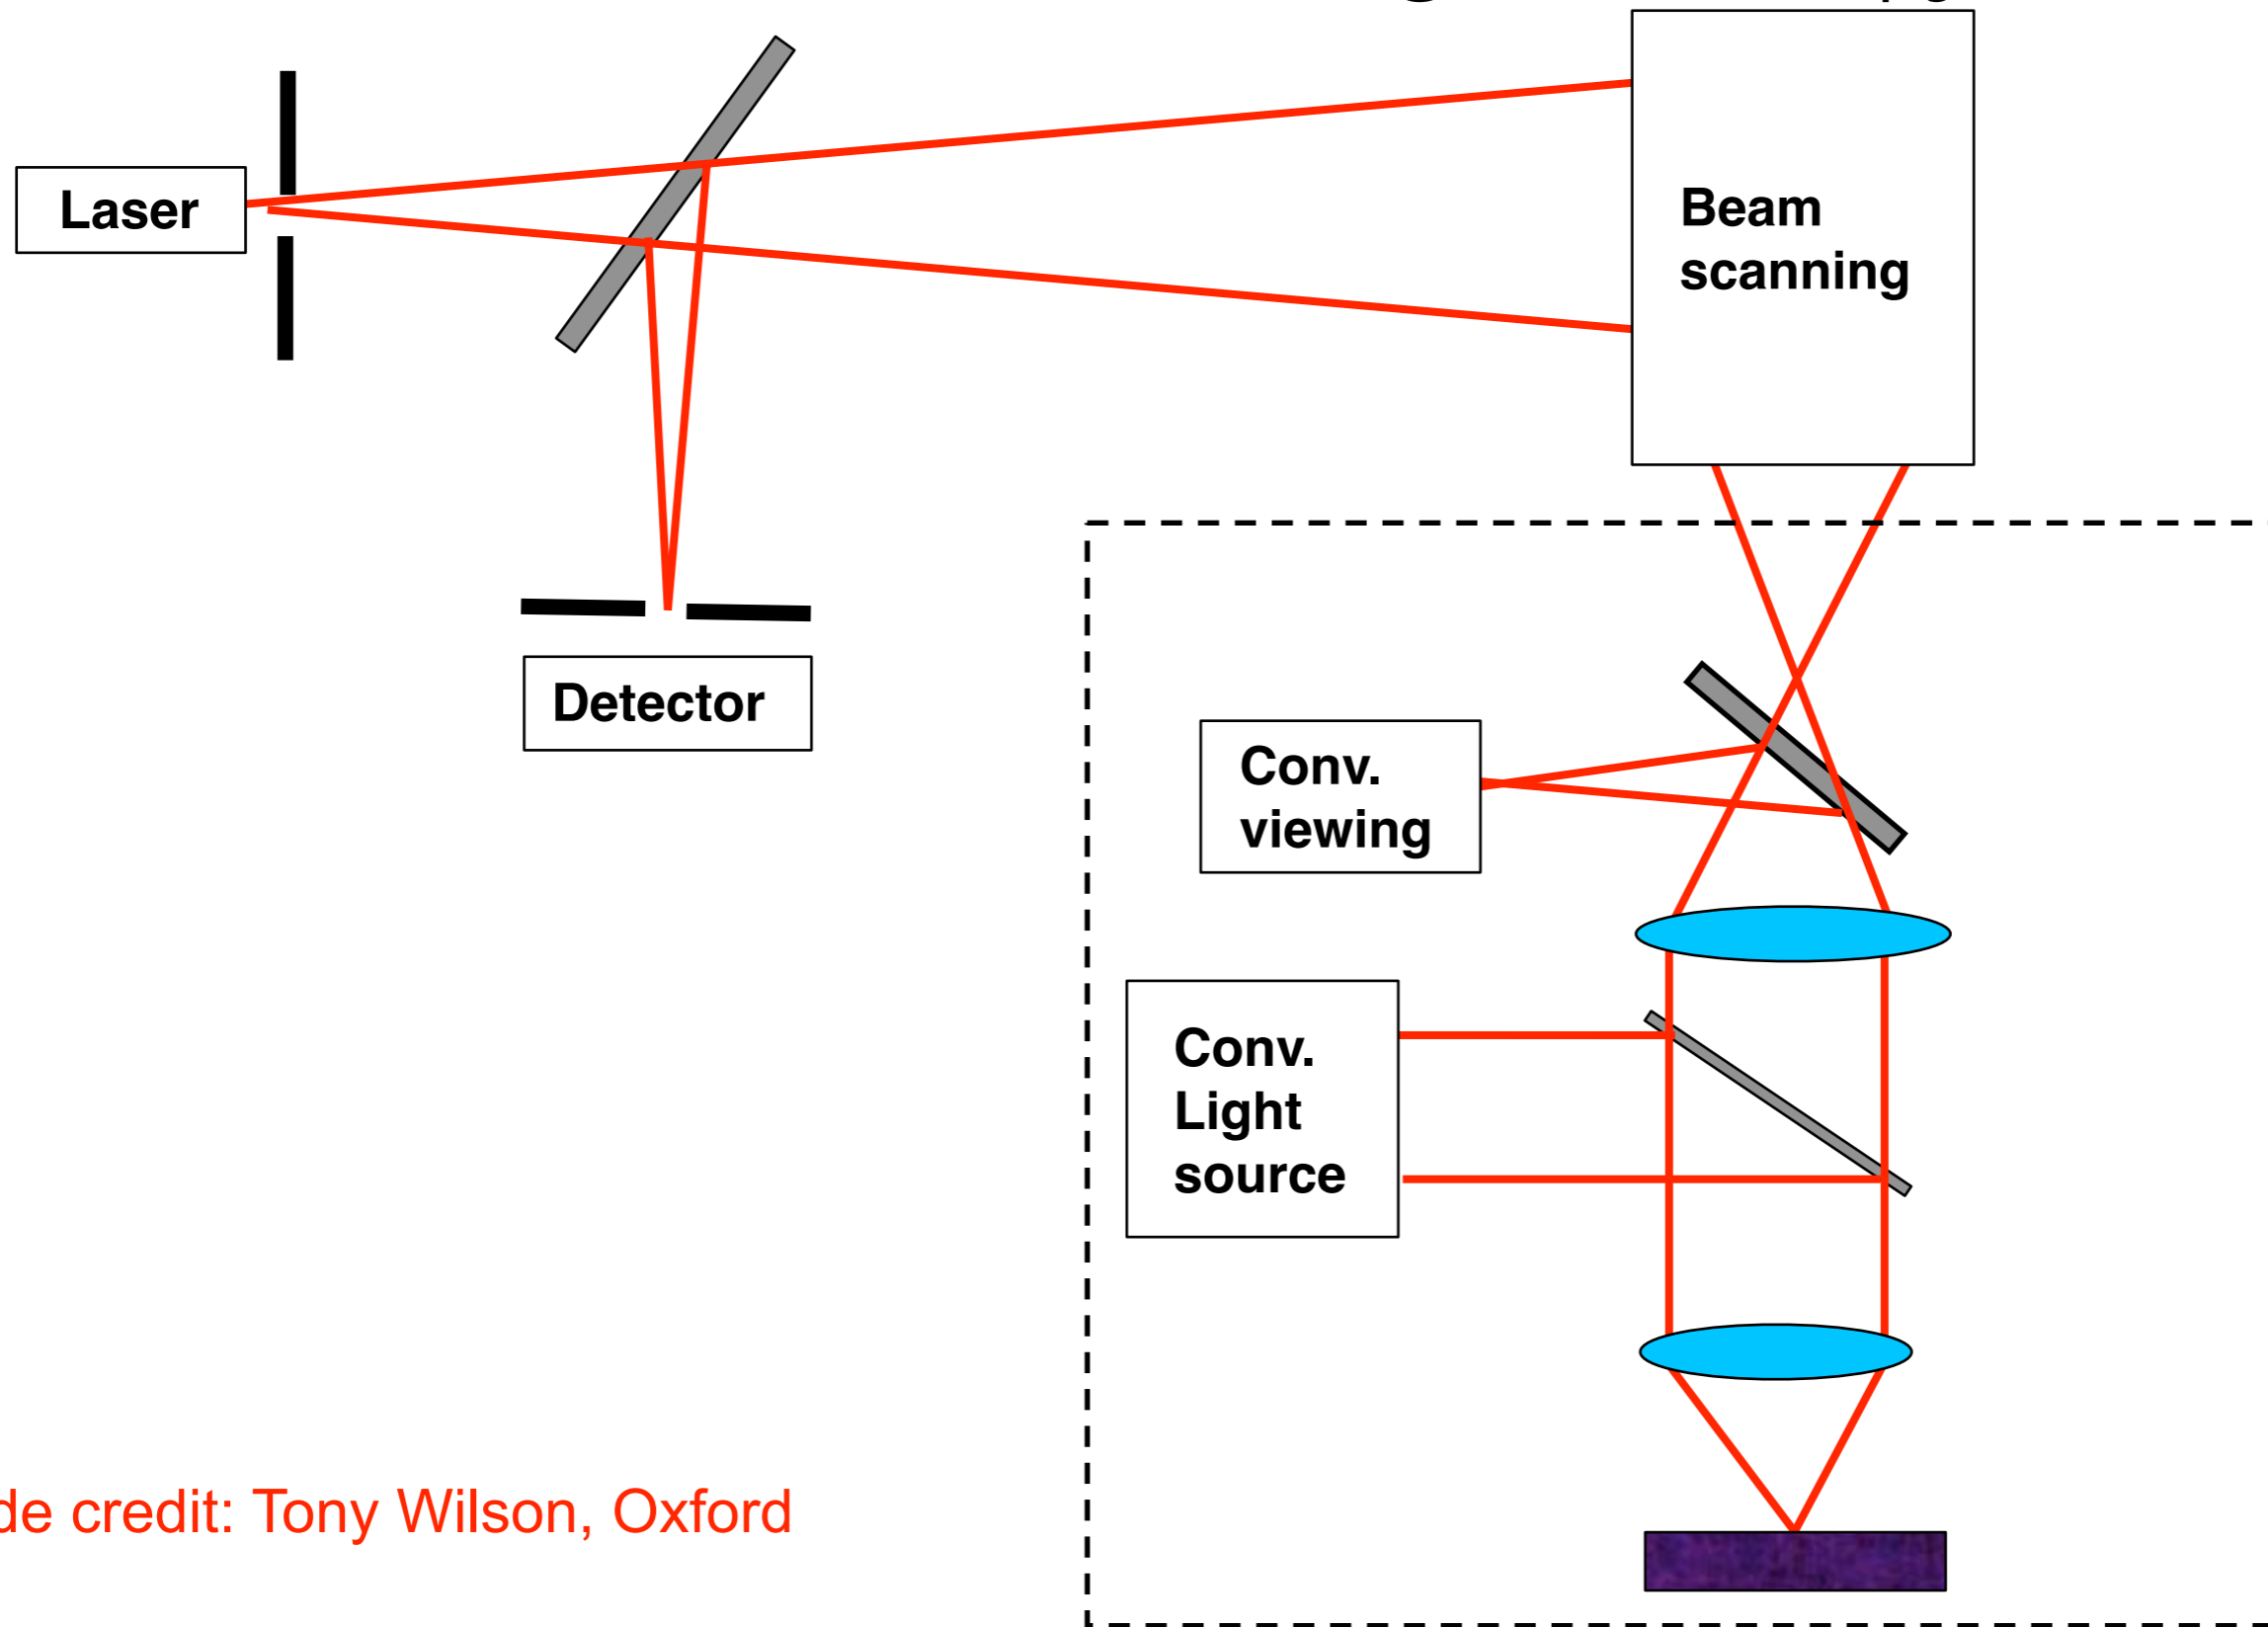 Laser
Beam
scanning
Detector
Conv.
viewing
Conv.
Light
source
de credit: Tony Wilson, Oxford